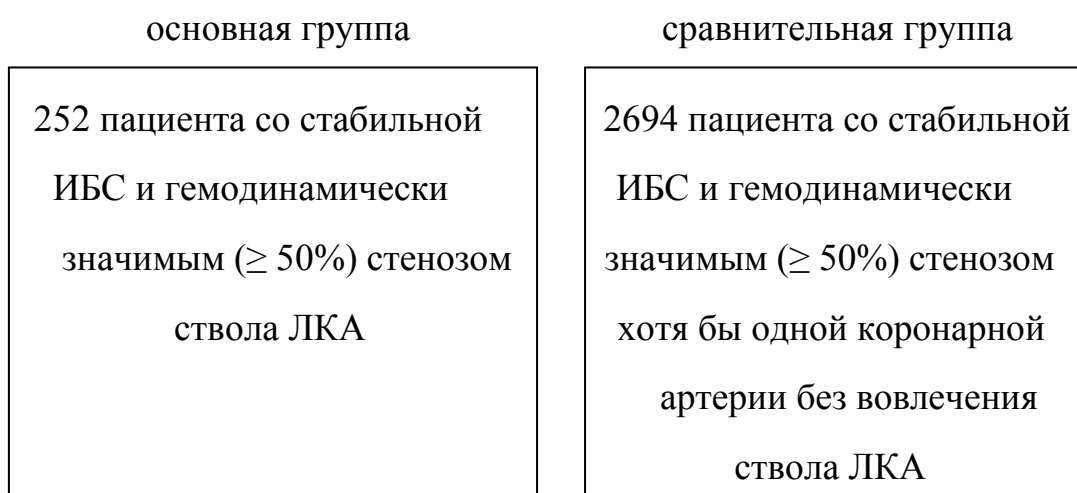 основная группа
252 пациента со стабильной
ИБС и гемодинамически
значимым (≥ 50%) стенозом
ствола ЛКА
сравнительная группа
2694 пациента со стабильной
ИБС и гемодинамически
значимым (≥ 50%) стенозом
хотя бы одной коронарной
артерии без вовлечения
ствола ЛКА